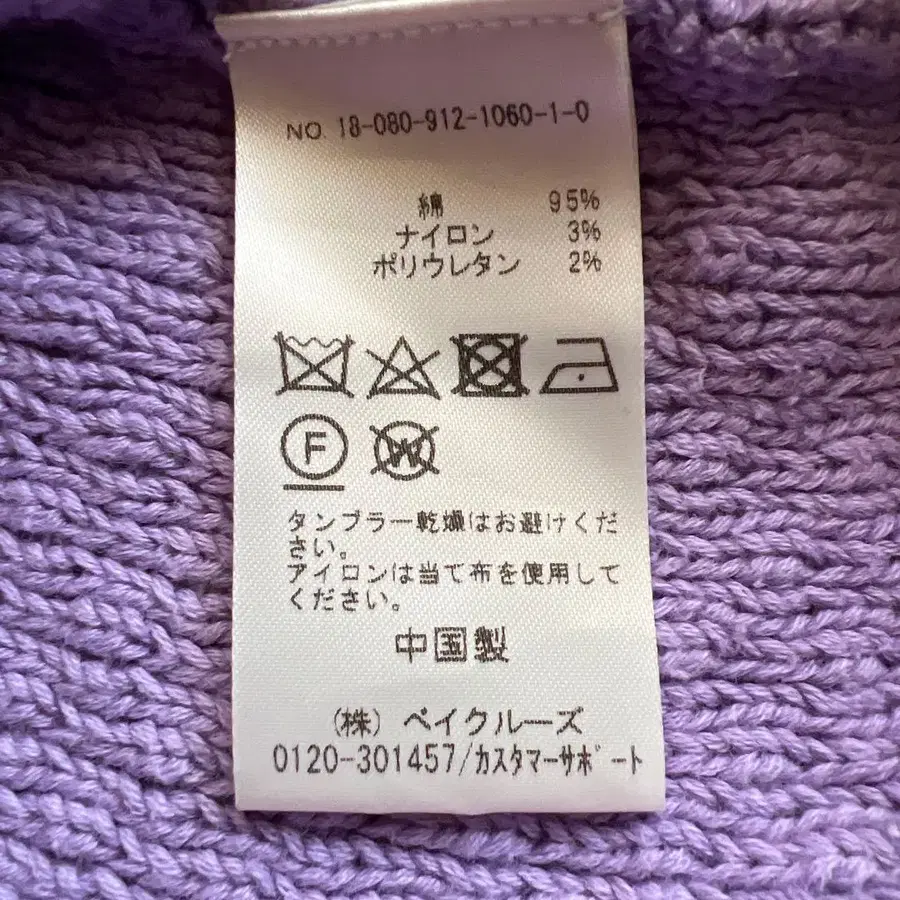 NO. 18-080-912-1060-1-0
綿 95%
ナイロン 3%
ポリウレタン 2%
F
W
タンブラー乾燥はお避けくだ
さい。
アイロンは当て布を使用して
ください。
中国製
(株) ベイクルーズ
0120-301457/カスタマーサポート